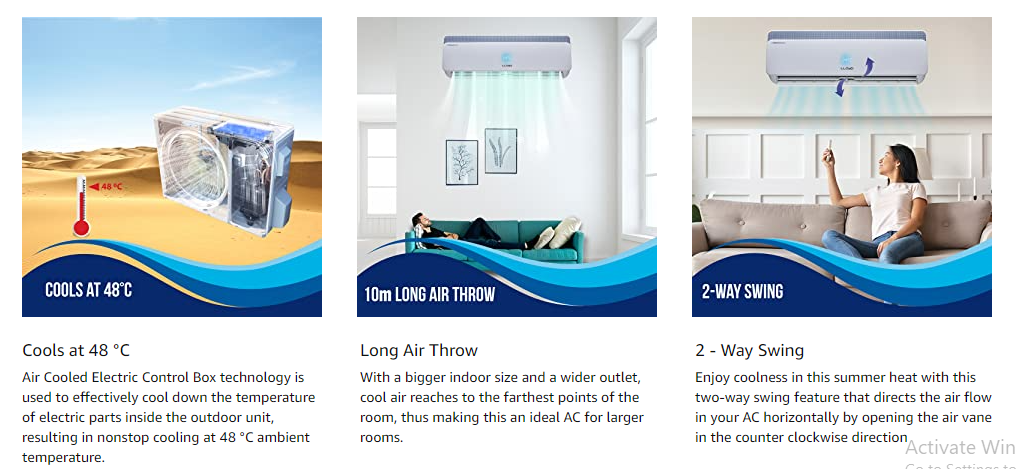 48 °C
COOLS AT 48°C
10m LONG AIR THROW
2-WAY SWING
Cools at 48 °C
Air Cooled Electric Control Box technology is
used to effectively cool down the temperature
of electric parts inside the outdoor unit,
resulting in nonstop cooling at 48 °C ambient
temperature.
Long Air Throw
With a bigger indoor size and a wider outlet,
cool air reaches to the farthest points of the
room, thus making this an ideal AC for larger
rooms.
2 - Way Swing
Enjoy coolness in this summer heat with this
two-way swing feature that directs the air flow
in your AC horizontally by opening the air vane
in the counter clockwise direction
Activate Win